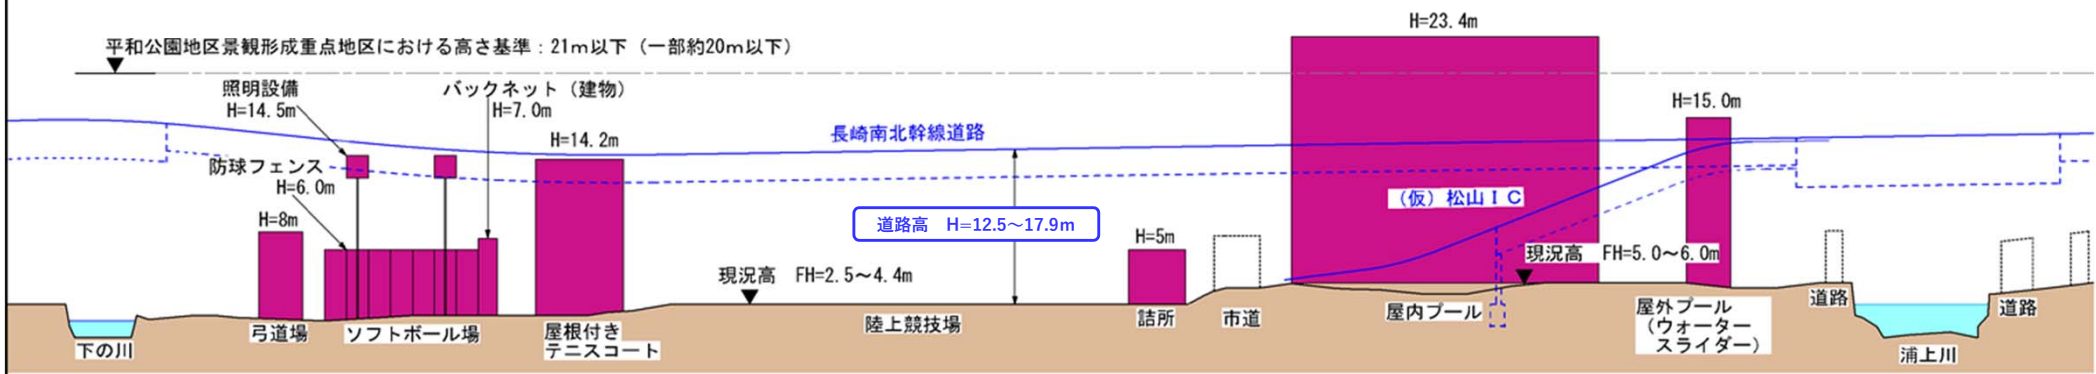 H=23.4m
平和公園地区景観形成重点地区における高さ基準：21m以下（一部約20m以下）
照明設備
H=14.5m
バックネット（建物）
H=7.0m
H=14.2m
長崎南北幹線道路
H=15.0m
防球フェンス
H=6.0m
H=8m
道路高　H=12.5～17.9m
（仮）松山ＩＣ
H=5m
現況高　FH=2.5～4.4m
現況高　FH=5.0～6.0m
下の川
弓道場
ソフトボール場
屋根付き
テニスコート
陸上競技場
詰所
市道
屋内プール
屋外プール
（ウォーター
スライダー）
道路
浦上川
道路